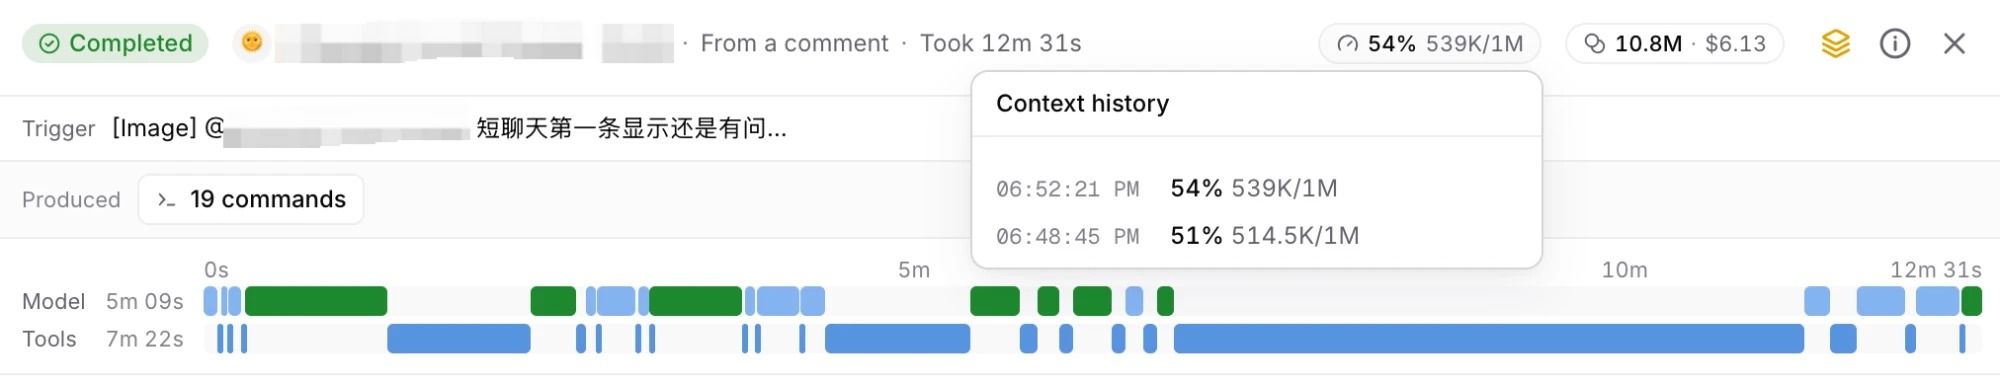 Completed · From a comment · Took 12m 31s 54% 539K/1M 10.8M · $6.13
Trigger [Image] @ 短聊天第一条显示还是有问...
Context history
06:52:21 PM 54% 539K/1M
06:48:45 PM 51% 514.5K/1M
Produced >_ 19 commands
0s 5m 10m 12m 31s
Model 5m 09s
Tools 7m 22s